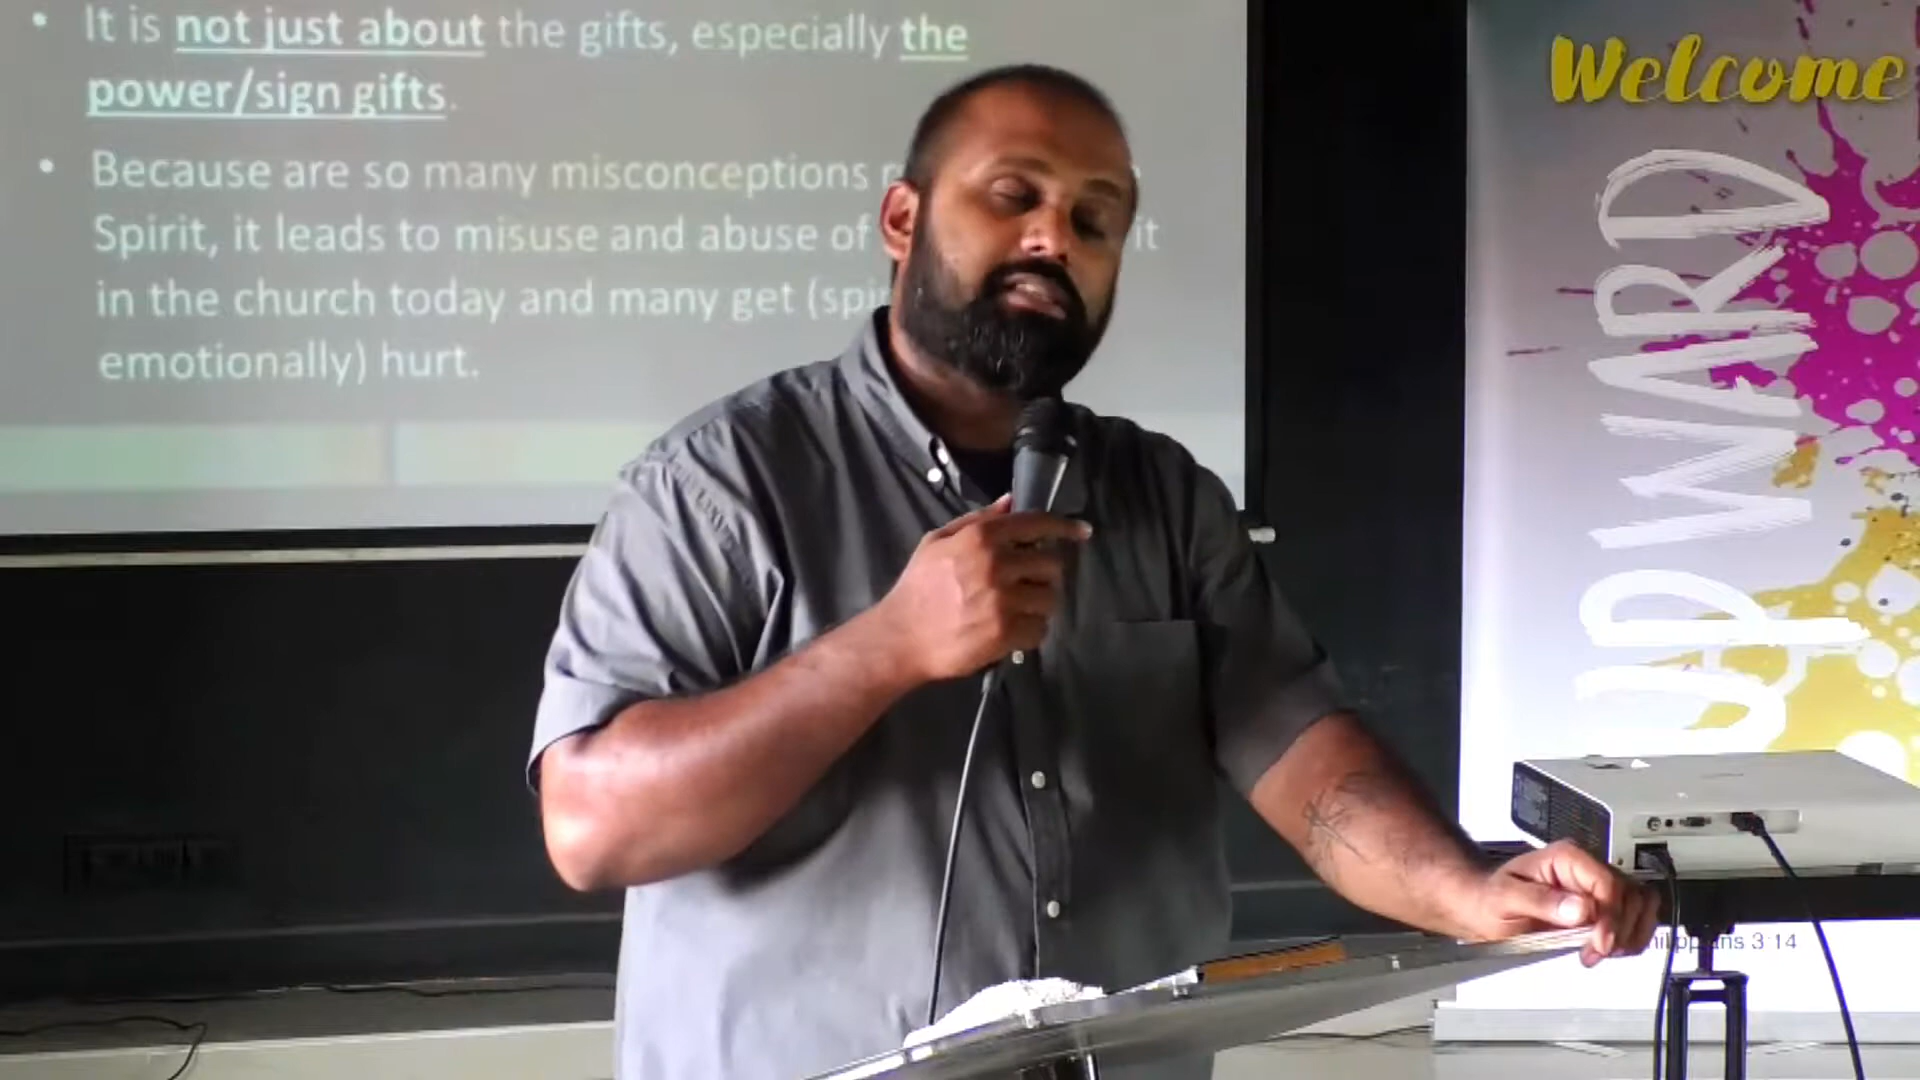 It is not just about the gifts, especially the
power/sign gifts.
Because are so many misconceptions
Spirit, it leads to misuse and abuse of it
in the church today and many get
emotionally) hurt.
Welcome
UPWARD
3:14